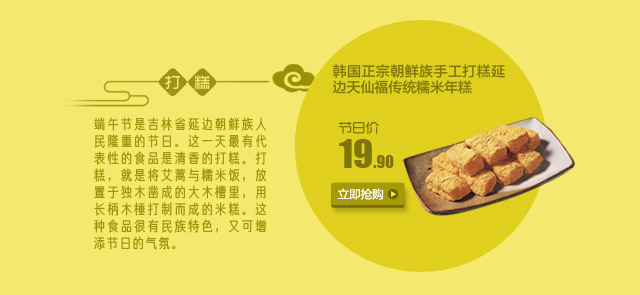 打糕
端午节是吉林省延边朝鲜族人
民隆重的节日。这一天最有代
表性的食品是清香的打糕。打
糕，就是将艾蒿与糯米饭，放
置于独木凿成的大木槽里，用
长柄木棰打制而成的米糕。这
种食品很有民族特色，又可增
添节日的气氛。
韩国正宗朝鲜族手工打糕延
边天仙福传统糯米年糕
节日价
19.90
立即抢购